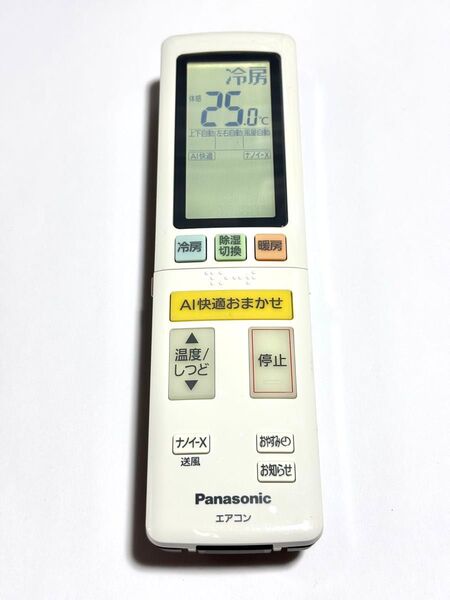 冷房
体感 25.0℃
上下自動 左右自動 風量自動
AI快適 ナノイーX
冷房 除湿切換 暖房
AI快適おまかせ
▲
温度/しつど
▼
停止
ナノイーX
送風
おやすみ
お知らせ
Panasonic
エアコン